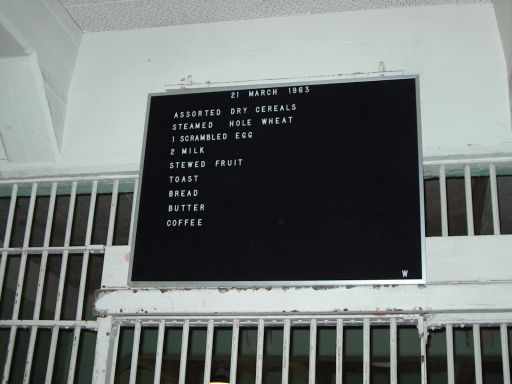 21 MARCH 1963
ASSORTED DRY CEREALS
STEAMED HOLE WHEAT
1 SCRAMBLED EGG
2 MILK
STEWED FRUIT
TOAST
BREAD
BUTTER
COFFEE
W